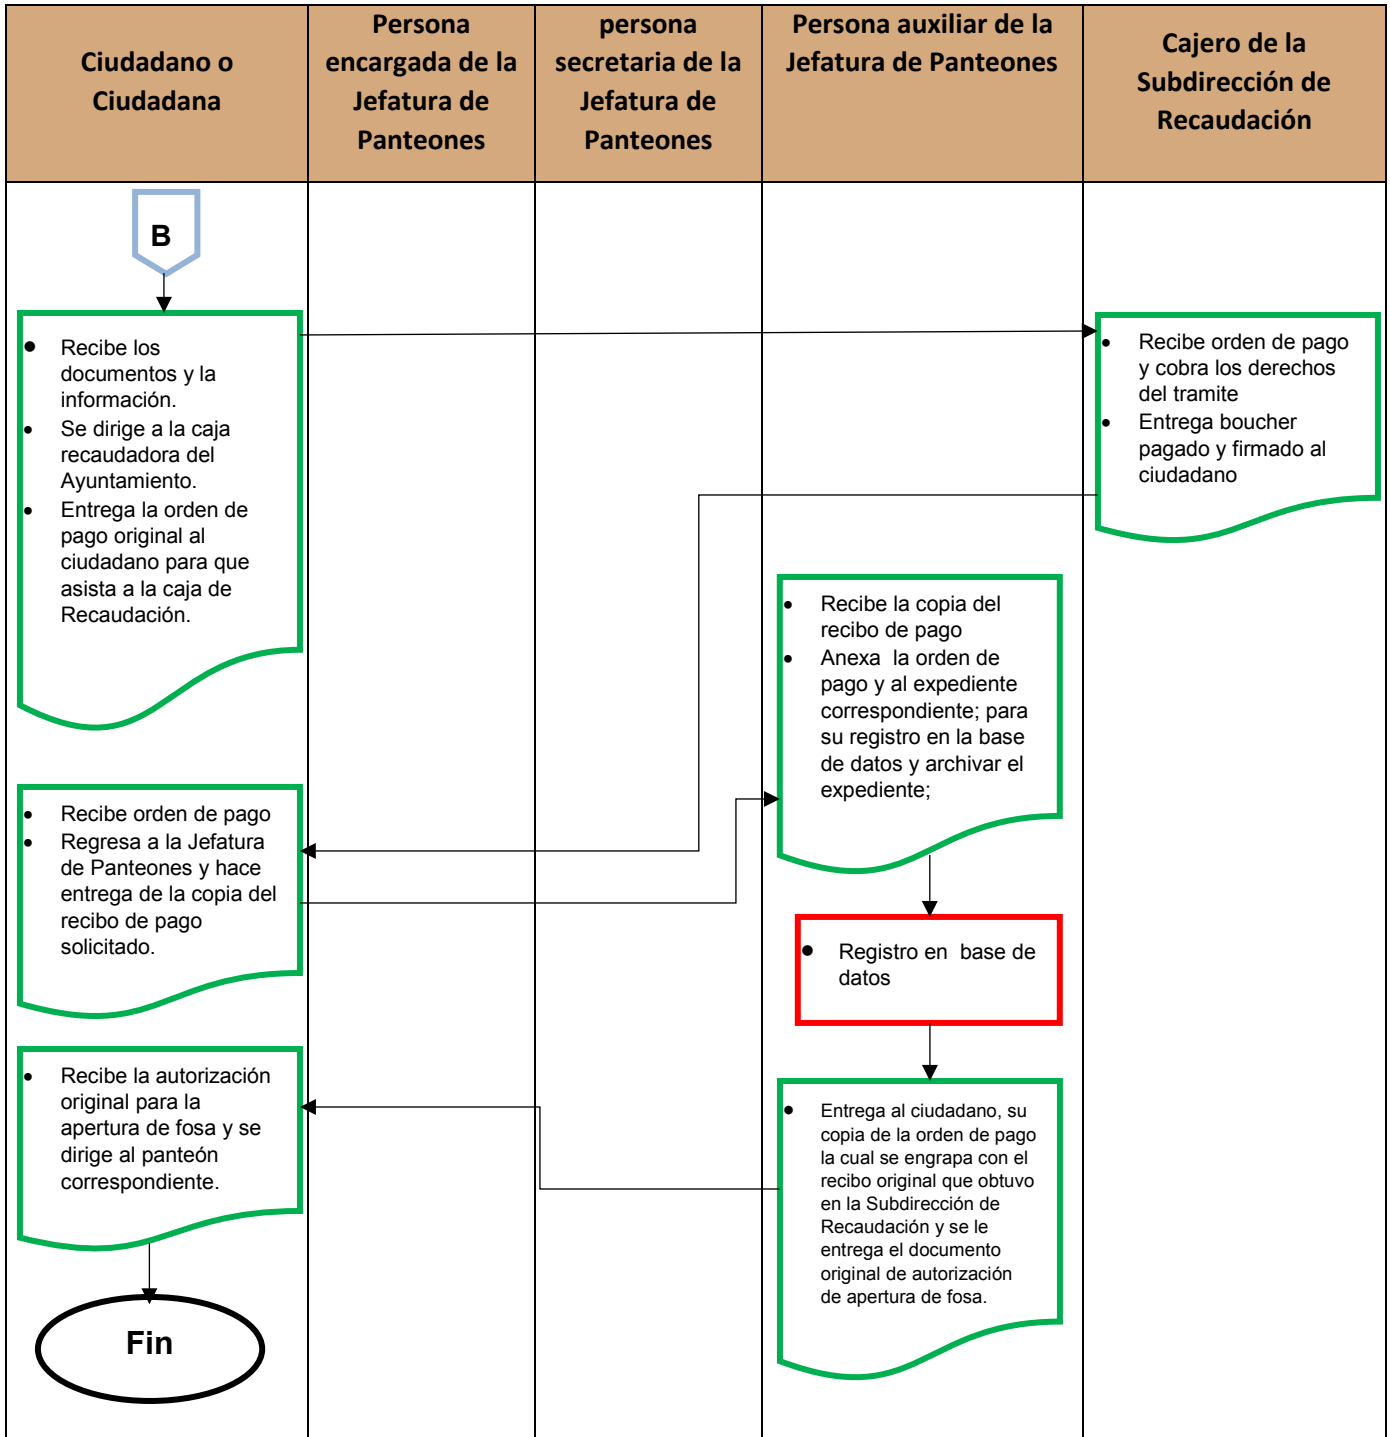 Ciudadano o
Ciudadana
Persona
encargada de la
Jefatura de
Panteones
persona
secretaria de la
Jefatura de
Panteones
Persona auxiliar de la
Jefatura de Panteones
Cajero de la
Subdirección de
Recaudación
B
• Recibe los
documentos y la
información.
• Se dirige a la caja
recaudadora del
Ayuntamiento.
• Entrega la orden de
pago original al
ciudadano para que
asista a la caja de
Recaudación.
• Recibe orden de pago
y cobra los derechos
del tramite
• Entrega boucher
pagado y firmado al
ciudadano
• Recibe la copia del
recibo de pago
• Anexa la orden de
pago y al expediente
correspondiente; para
su registro en la base
de datos y archivar el
expediente;
• Recibe orden de pago
• Regresa a la Jefatura
de Panteones y hace
entrega de la copia del
recibo de pago
solicitado.
• Registro en base de
datos
• Recibe la autorización
original para la
apertura de fosa y se
dirige al panteón
correspondiente.
• Entrega al ciudadano, su
copia de la orden de pago
la cual se engrapa con el
recibo original que obtuvo
en la Subdirección de
Recaudación y se le
entrega el documento
original de autorización
de apertura de fosa.
Fin